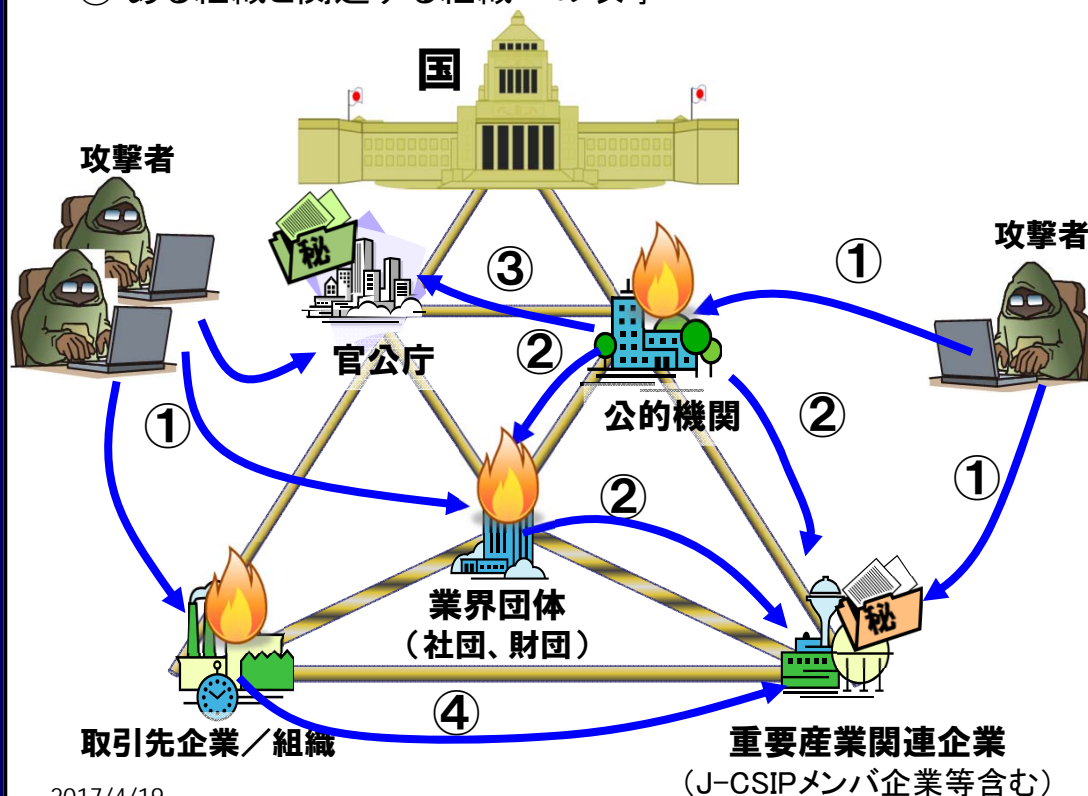 国
攻撃者
攻撃者
秘
③
①
官公庁
②
公的機関
②
①
①
②
秘
業界団体
（社団、財団）
④
取引先企業／組織
重要産業関連企業
（J-CSIPメンバ企業等含む）